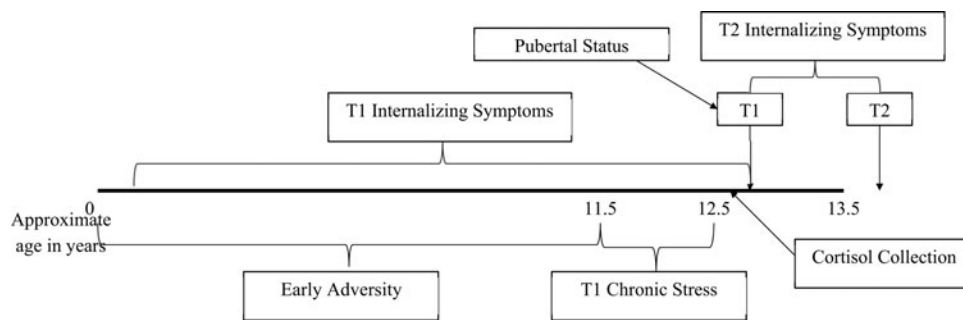 T2 Internalizing Symptoms
Pubertal Status
T1 Internalizing Symptoms
T1
T2
0
11.5
12.5
13.5
Approximate
age in years
Early Adversity
T1 Chronic Stress
Cortisol Collection